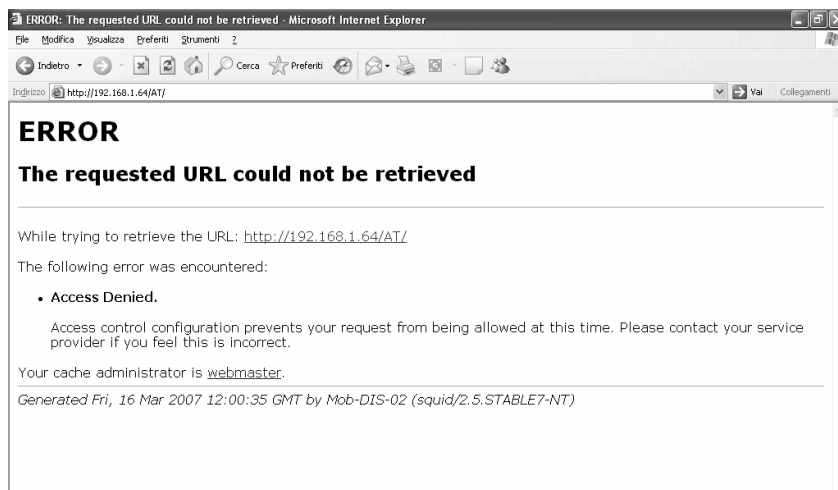 ERROR: The requested URL could not be retrieved - Microsoft Internet Explorer
File Modifica Visualizza Preferiti Strumenti ?
Indietro Cerca Preferiti
Indirizzo http://192.168.1.64/AT/ Vai Collegamenti
ERROR
The requested URL could not be retrieved
While trying to retrieve the URL: http://192.168.1.64/AT/
The following error was encountered:
• Access Denied.
Access control configuration prevents your request from being allowed at this time. Please contact your service
provider if you feel this is incorrect.
Your cache administrator is webmaster.
Generated Fri, 16 Mar 2007 12:00:35 GMT by Mob-DIS-02 (squid/2.5.STABLE7-NT)